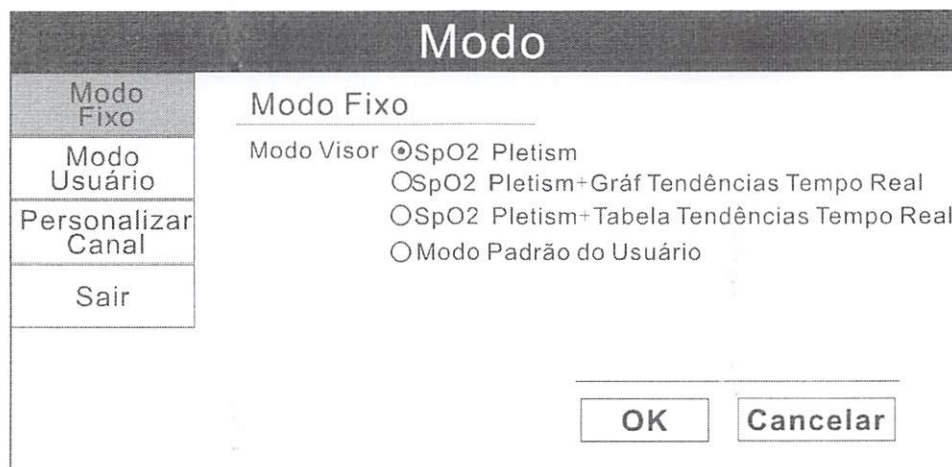 Modo
Modo
Fixo
Modo
Usuário
Personalizar
Canal
Sair
Modo Fixo
Modo Visor SpO2 Pletism
SpO2 Pletism+Gráf Tendências Tempo Real
SpO2 Pletism+Tabela Tendências Tempo Real
Modo Padrão do Usuário
OK
Cancelar